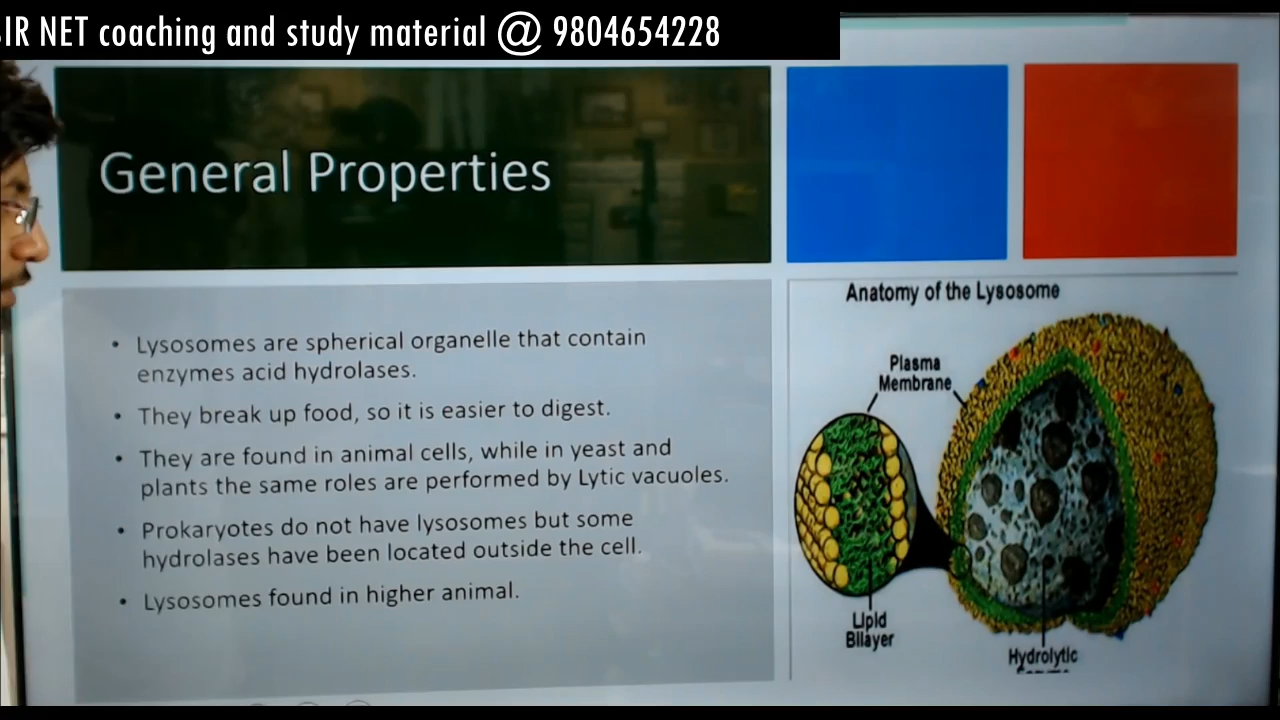 SIR NET coaching and study material @ 9804654228
General Properties
• Lysosomes are spherical organelle that contain
enzymes acid hydrolases.
• They break up food, so it is easier to digest.
• They are found in animal cells, while in yeast and
plants the same roles are performed by Lytic vacuoles.
• Prokaryotes do not have lysosomes but some
hydrolases have been located outside the cell.
• Lysosomes found in higher animal.
Anatomy of the Lysosome
Plasma
Membrane
Lipid
Bilayer
Hydrolytic